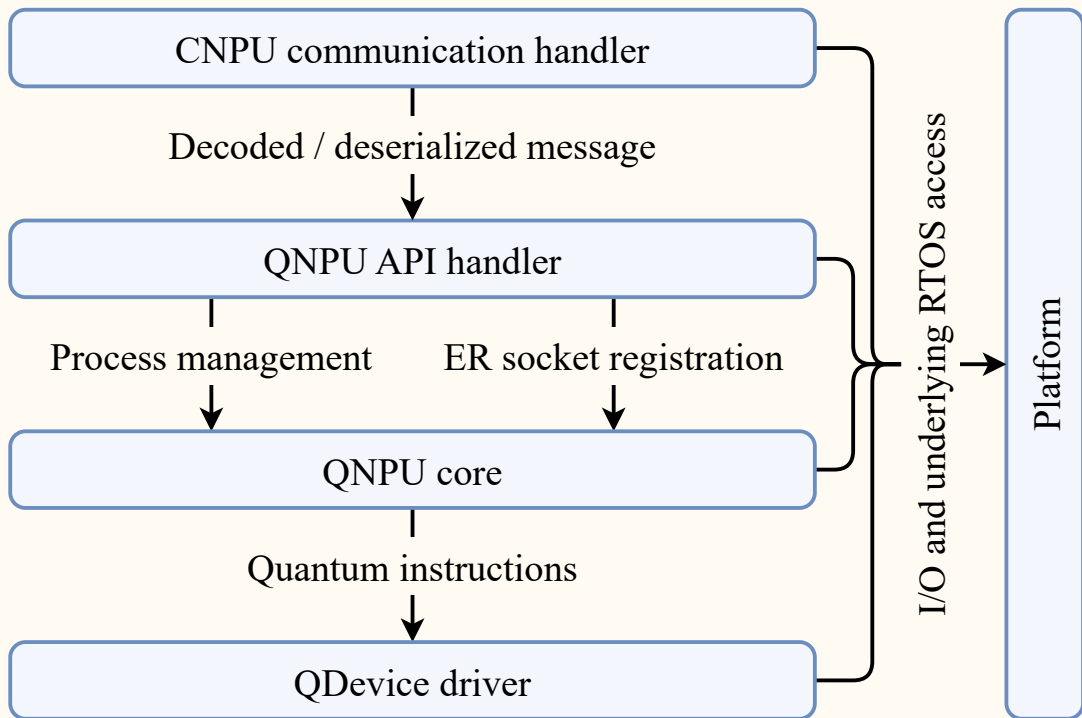 CNPU communication handler
Decoded / deserialized message
QNPU API handler
Process management
ER socket registration
QNPU core
Quantum instructions
QDevice driver
I/O and underlying RTOS access
Platform